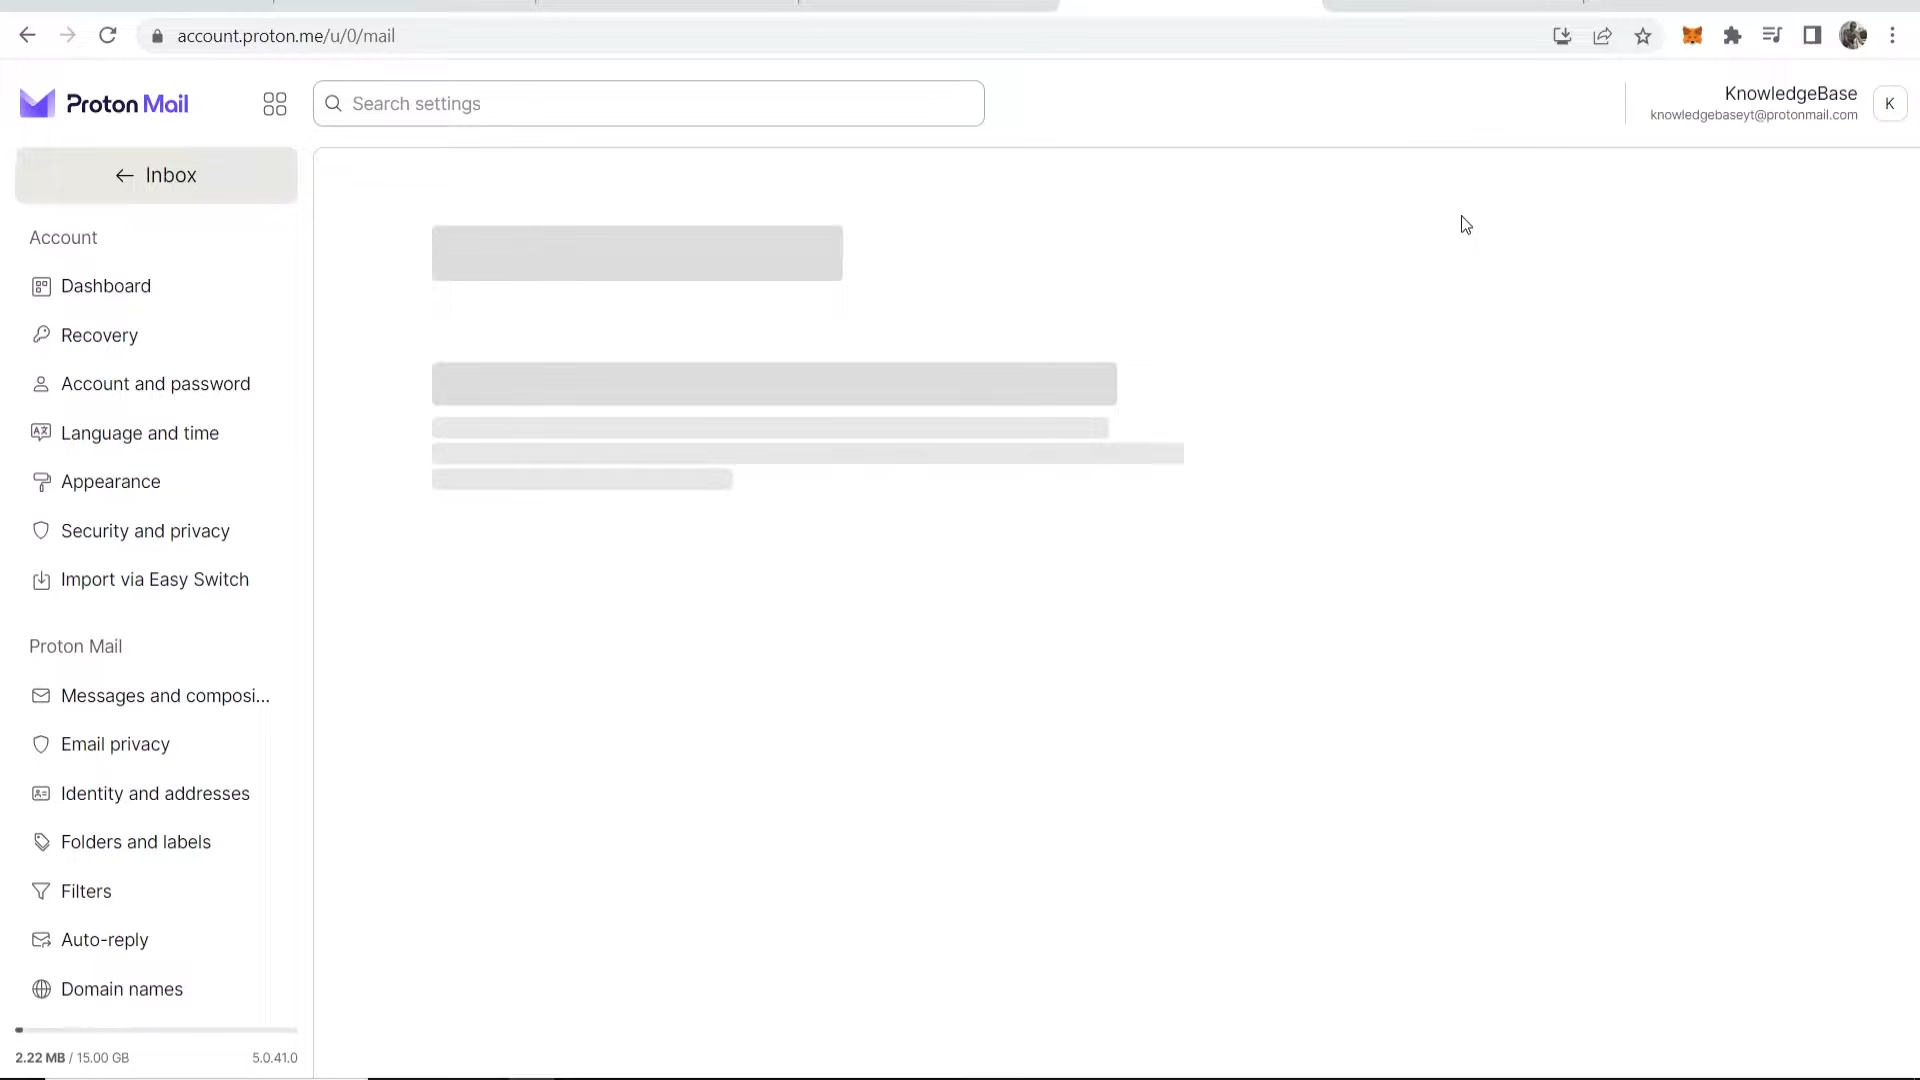 account.proton.me/u/0/mail
Proton Mail
Search settings
KnowledgeBase
knowledgebaseyt@protonmail.com
K
Inbox
Account
Dashboard
Recovery
Account and password
Language and time
Appearance
Security and privacy
Import via Easy Switch
Proton Mail
Messages and composi...
Email privacy
Identity and addresses
Folders and labels
Filters
Auto-reply
Domain names
2.22 MB / 15.00 GB
5.0.41.0